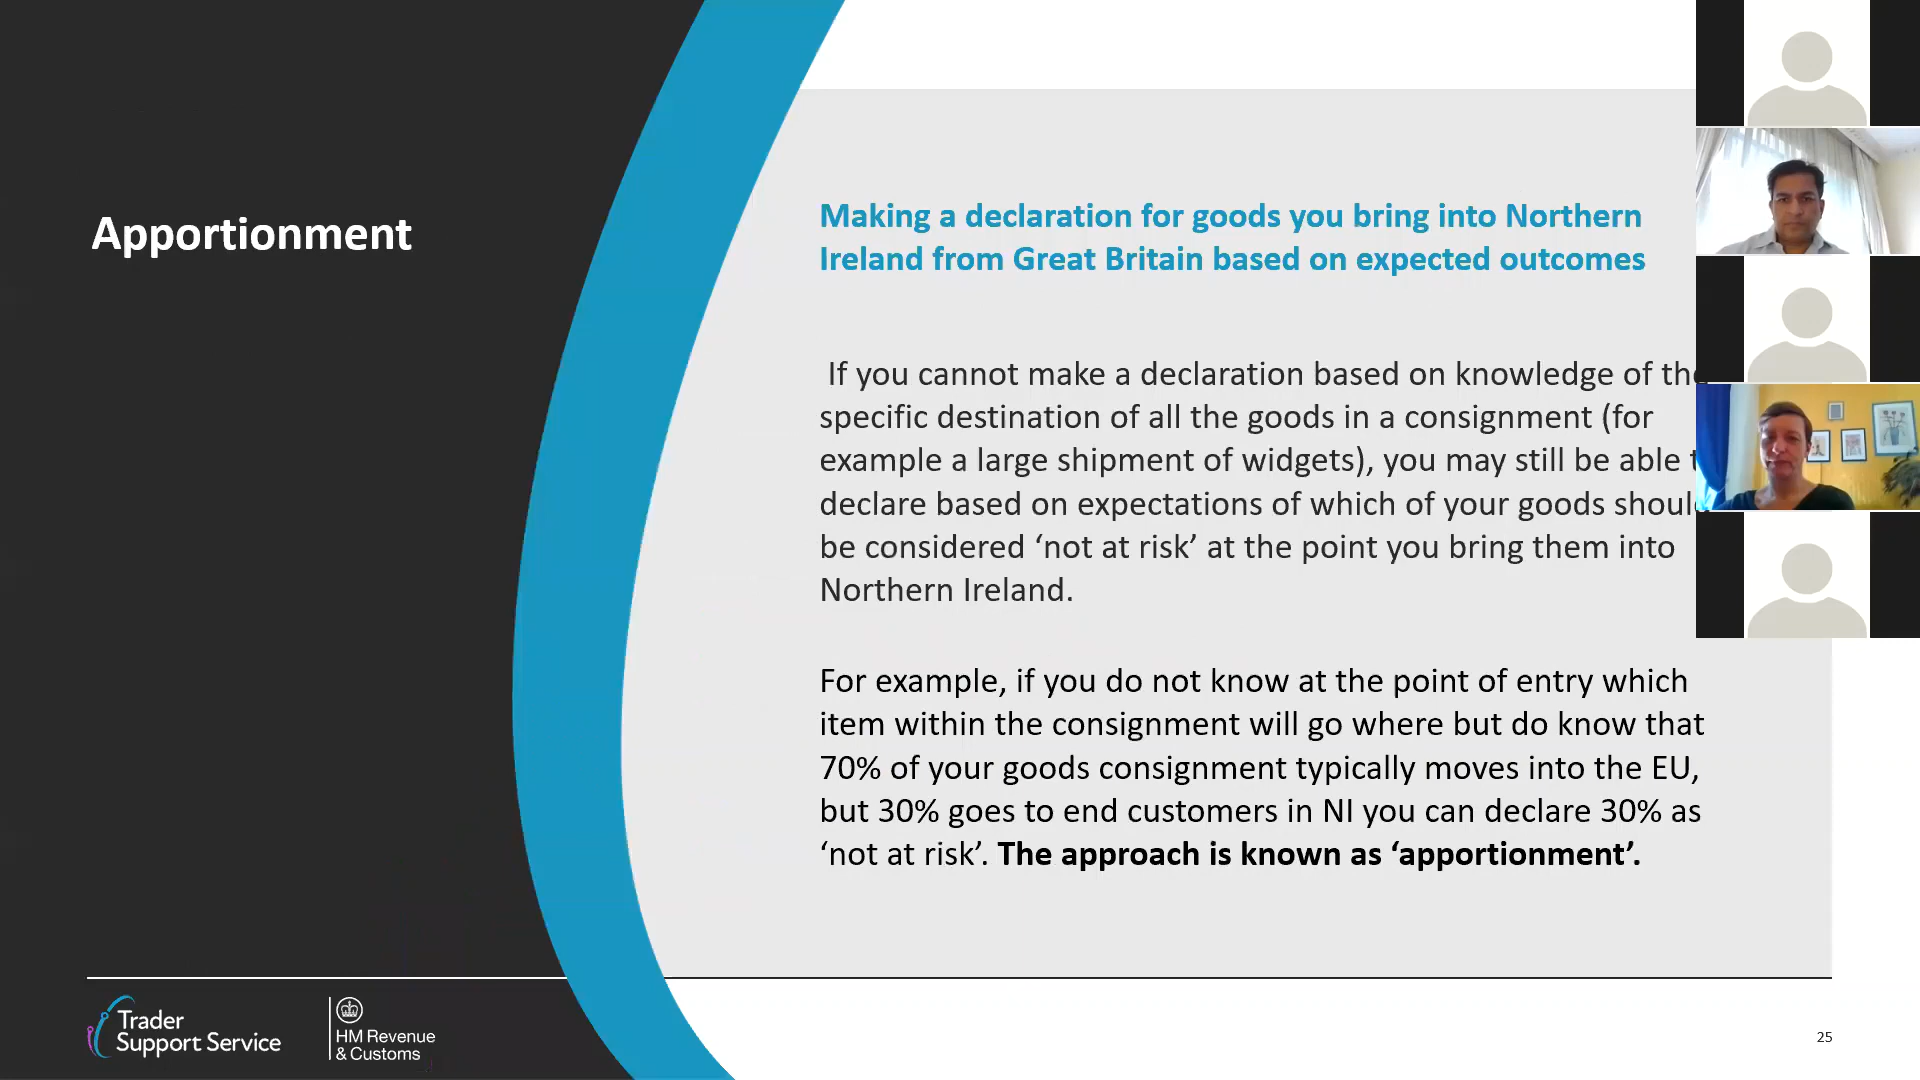 Apportionment
Making a declaration for goods you bring into Northern
Ireland from Great Britain based on expected outcomes
If you cannot make a declaration based on knowledge of the
specific destination of all the goods in a consignment (for
example a large shipment of widgets), you may still be able
declare based on expectations of which of your goods should
be considered ‘not at risk’ at the point you bring them into
Northern Ireland.
For example, if you do not know at the point of entry which
item within the consignment will go where but do know that
70% of your goods consignment typically moves into the EU,
but 30% goes to end customers in NI you can declare 30% as
‘not at risk’. The approach is known as ‘apportionment’.
Trader
Support Service
HM Revenue
& Customs
25